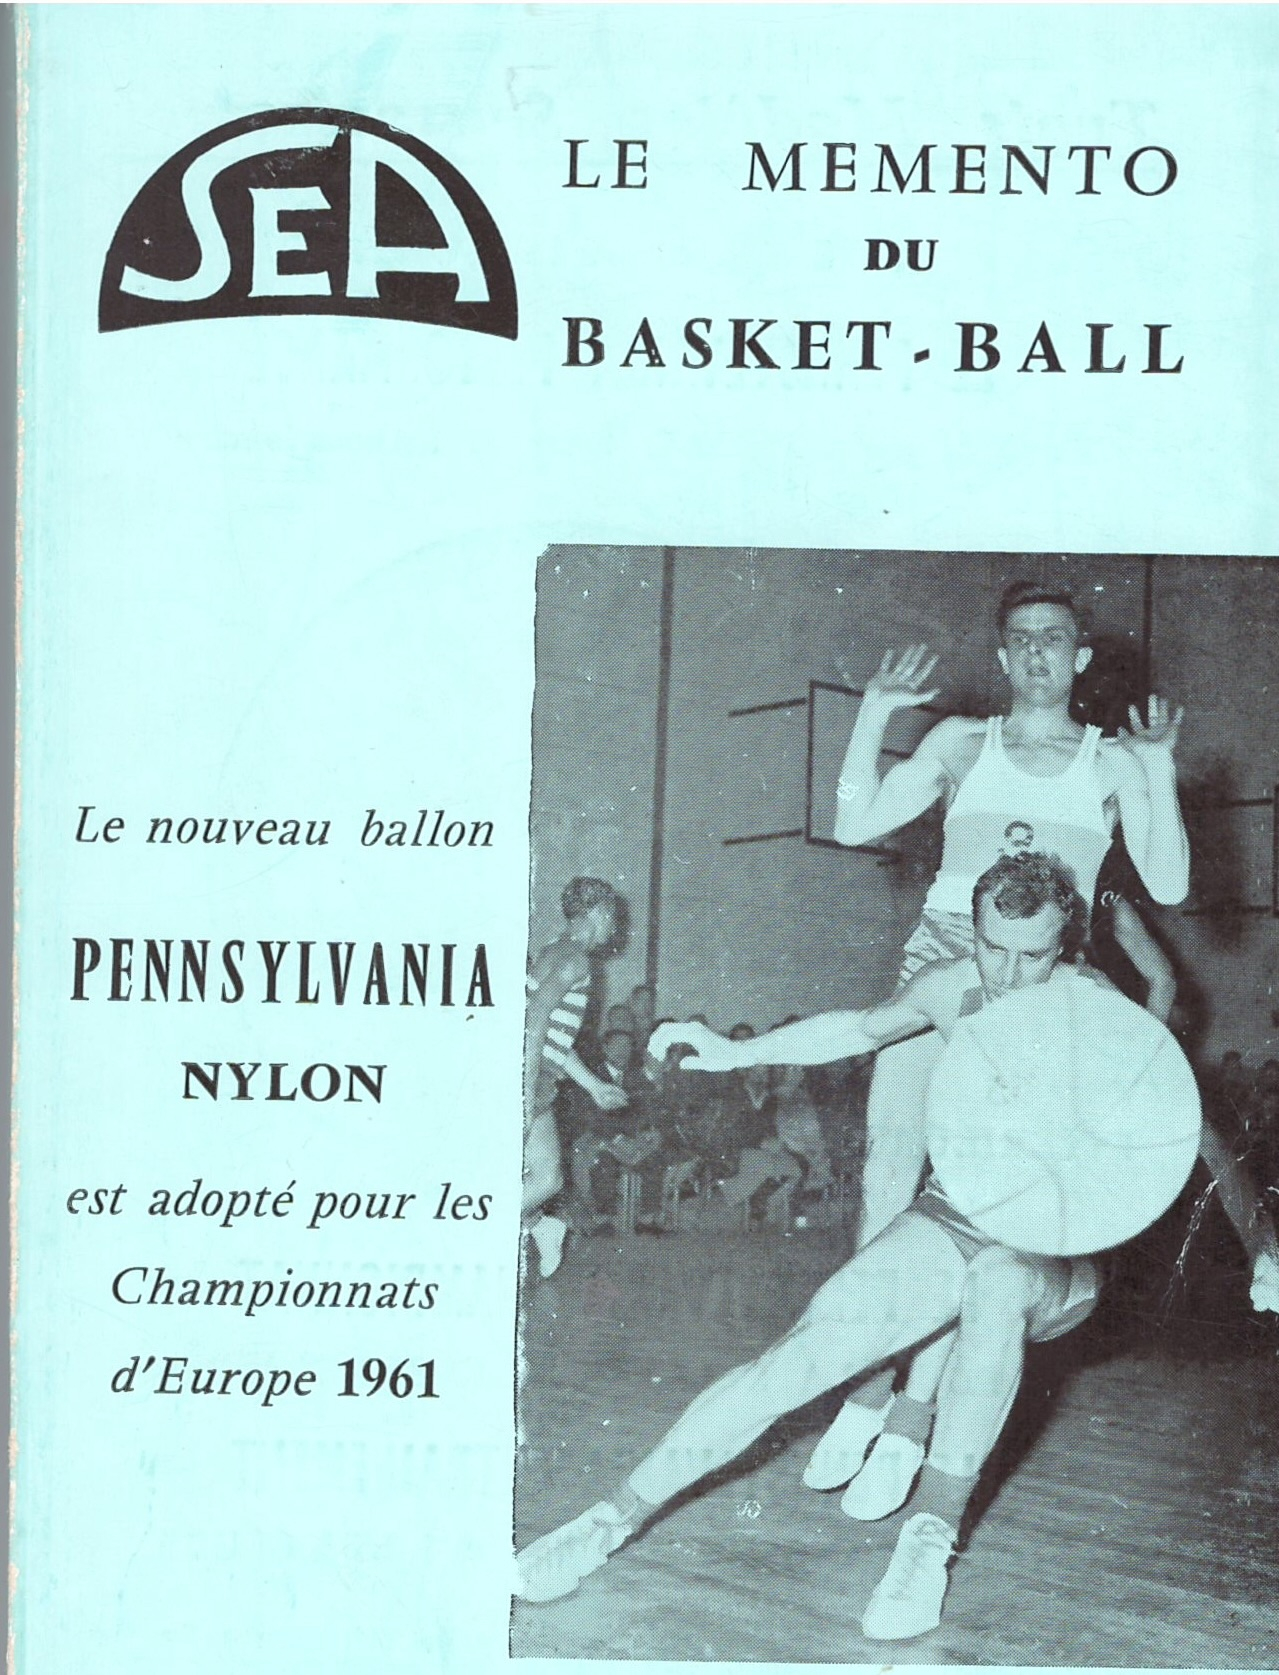 SEA
LE MEMENTO
DU
BASKET-BALL
Le nouveau ballon
PENNSYLVANIA
NYLON
est adopté pour les
Championnats
d'Europe 1961